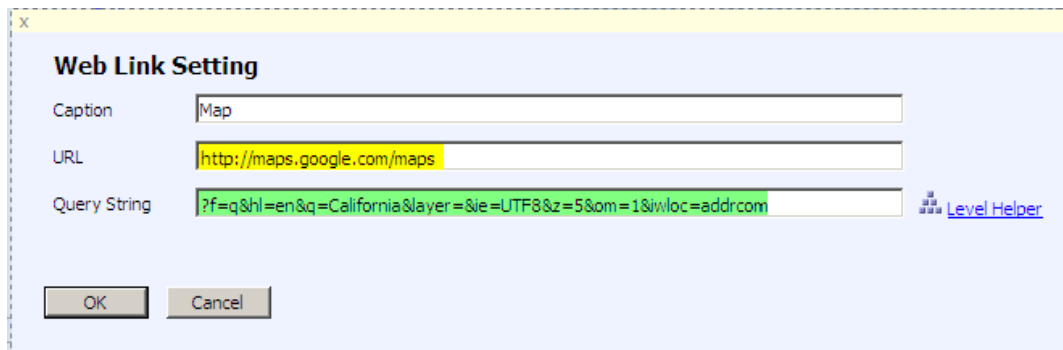 x
Web Link Setting
Caption Map
URL http://maps.google.com/maps
Query String ?f=q&hl=en&q=California&layer=&ie=UTF8&z=5&om=1&iwloc=addrcom Level Helper
OK Cancel